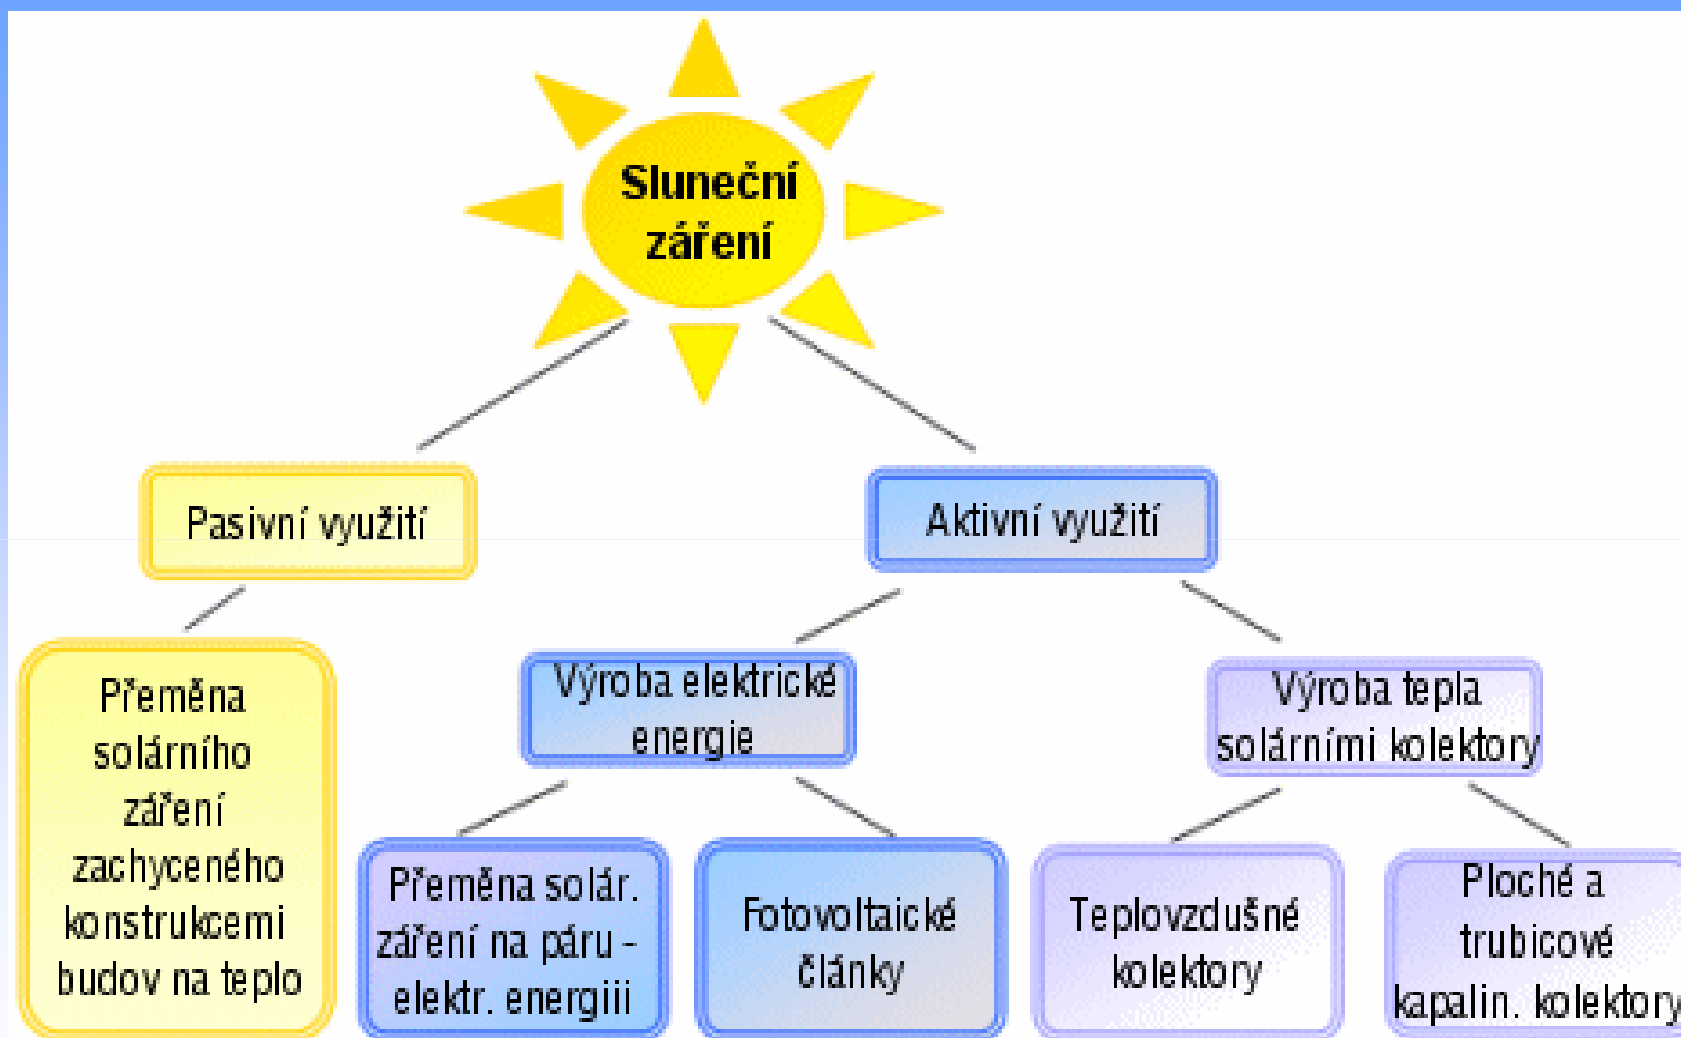 Sluneční
záření
Pasivní využití
Aktivní využití
Přeměna
solárního
záření
zachyceného
konstrukcemi
budov na teplo
Výroba elektrické
energie
Výroba tepla
solárními kolektory
Přeměna solár.
záření na páru -
elektr. energiii
Fotovoltaické
články
Teplovzdušné
kolektory
Ploché a
trubicové
kapalin. kolektory